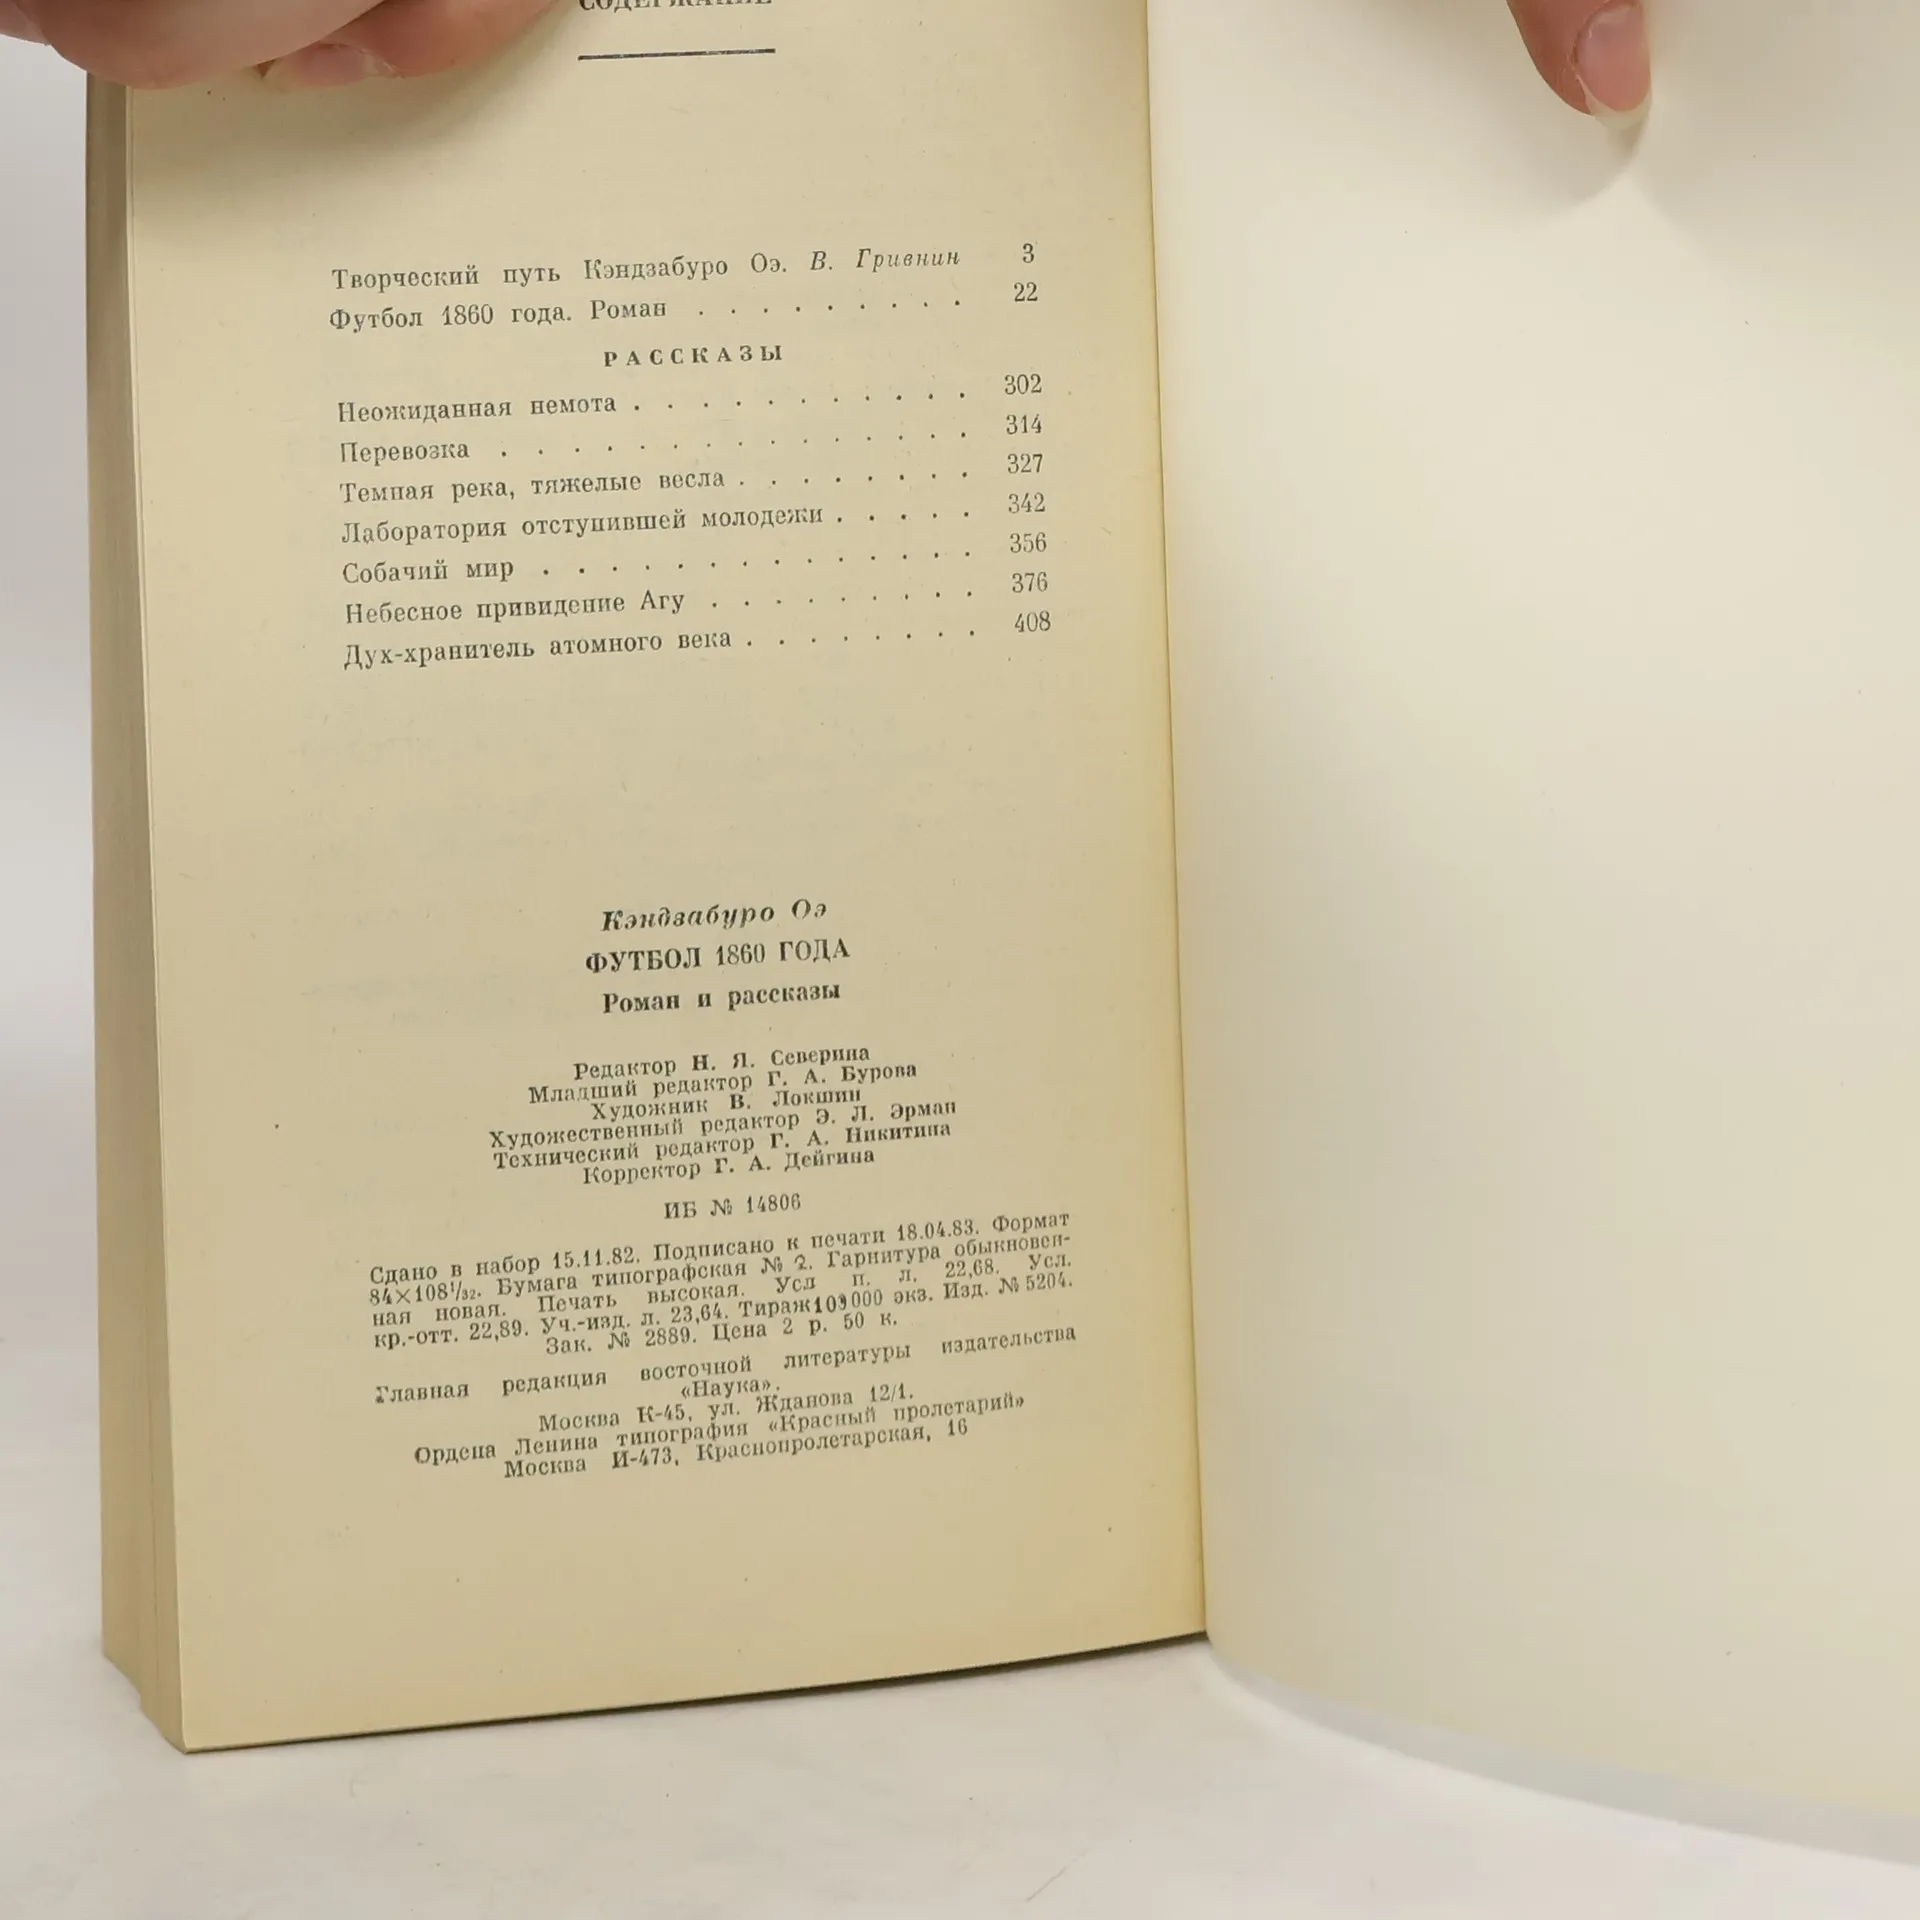 СОДЕРЖАНИЕ
Творческий путь Кэндзабуро Оэ. В. Гривнин 3
Футбол 1860 года. Роман . . . . . . . . . 22
РАССКАЗЫ
Неожиданная немота . . . . . . . . . . . 302
Перевозка . . . . . . . . . . . . . . 314
Темная река, тяжелые весла . . . . . . . . 327
Лаборатория отступившей молодежи . . . . . 342
Собачий мир . . . . . . . . . . . . . 356
Небесное привидение Агу . . . . . . . . . 376
Дух-хранитель атомного века . . . . . . . . 408
Кэндзабуро Оэ
ФУТБОЛ 1860 ГОДА
Роман и рассказы
Редактор Н. Я. Северина
Младший редактор Г. А. Бурова
Художник В. Локшин
Художественный редактор Э. Л. Эрман
Технический редактор Г. А. Никитина
Корректор Г. А. Дейгина
ИБ № 14806
Сдано в набор 15.11.82. Подписано к печати 18.04.83. Формат
84×108¹/₃₂. Бумага типографская № 2. Гарнитура обыкновен-
ная новая. Печать высокая. Усл п. л. 22,68. Усл.
кр.-отт. 22,89. Уч.-изд. л. 23,64. Тираж 100000 экз. Изд. № 5204.
Зак. № 2889. Цена 2 р. 50 к.
Главная редакция восточной литературы издательства
«Наука».
Москва К-45, ул. Жданова 12/1.
Ордена Ленина типография «Красный пролетарий»
Москва И-473, Краснопролетарская, 16